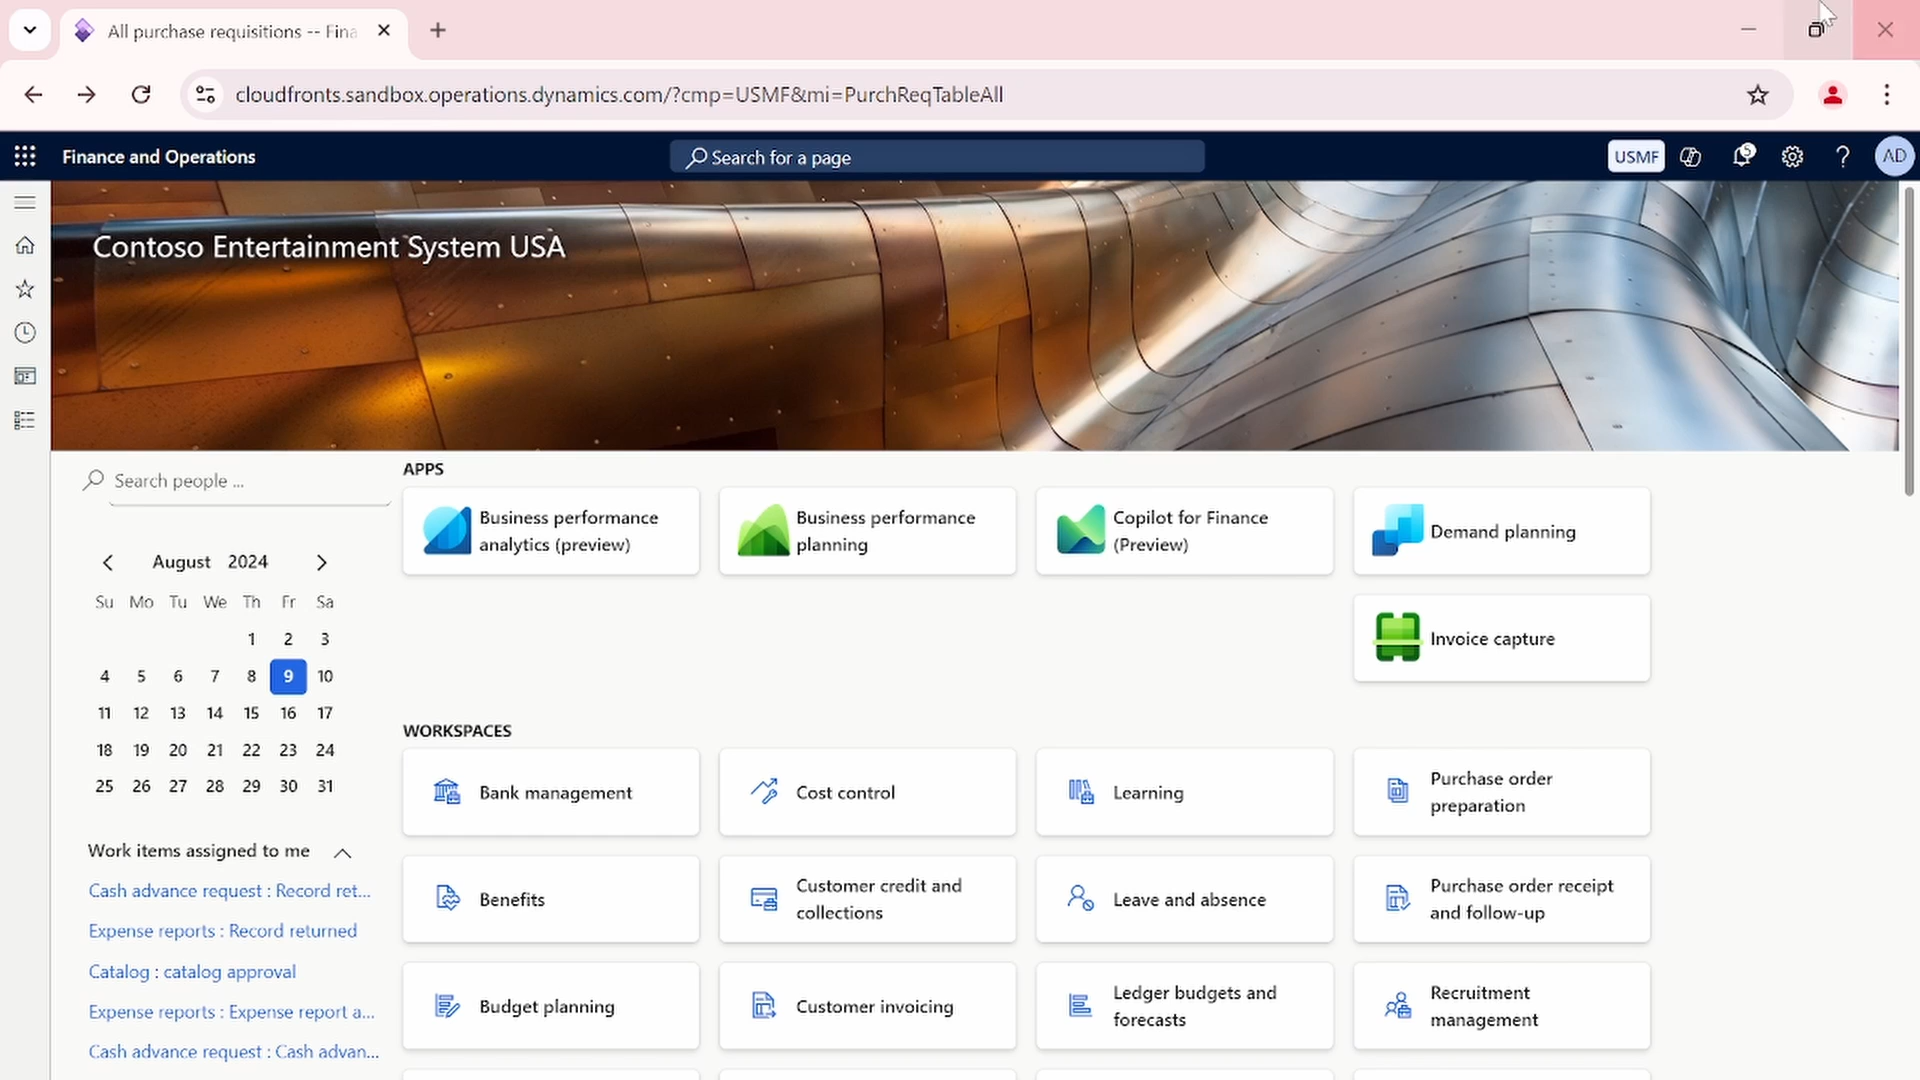 All purchase requisitions -- Fina
cloudfronts.sandbox.operations.dynamics.com/?cmp=USMF&mi=PurchReqTableAll
Finance and Operations
Search for a page
USMF
5
AD
Contoso Entertainment System USA
Search people ...
August 2024
Su Mo Tu We Th Fr Sa
1 2 3
4 5 6 7 8 9 10
11 12 13 14 15 16 17
18 19 20 21 22 23 24
25 26 27 28 29 30 31
Work items assigned to me
Cash advance request : Record ret...
Expense reports : Record returned
Catalog : catalog approval
Expense reports : Expense report a...
Cash advance request : Cash advan...
APPS
Business performance
analytics (preview)
Business performance
planning
Copilot for Finance
(Preview)
Demand planning
Invoice capture
WORKSPACES
Bank management
Cost control
Learning
Purchase order
preparation
Benefits
Customer credit and
collections
Leave and absence
Purchase order receipt
and follow-up
Budget planning
Customer invoicing
Ledger budgets and
forecasts
Recruitment
management